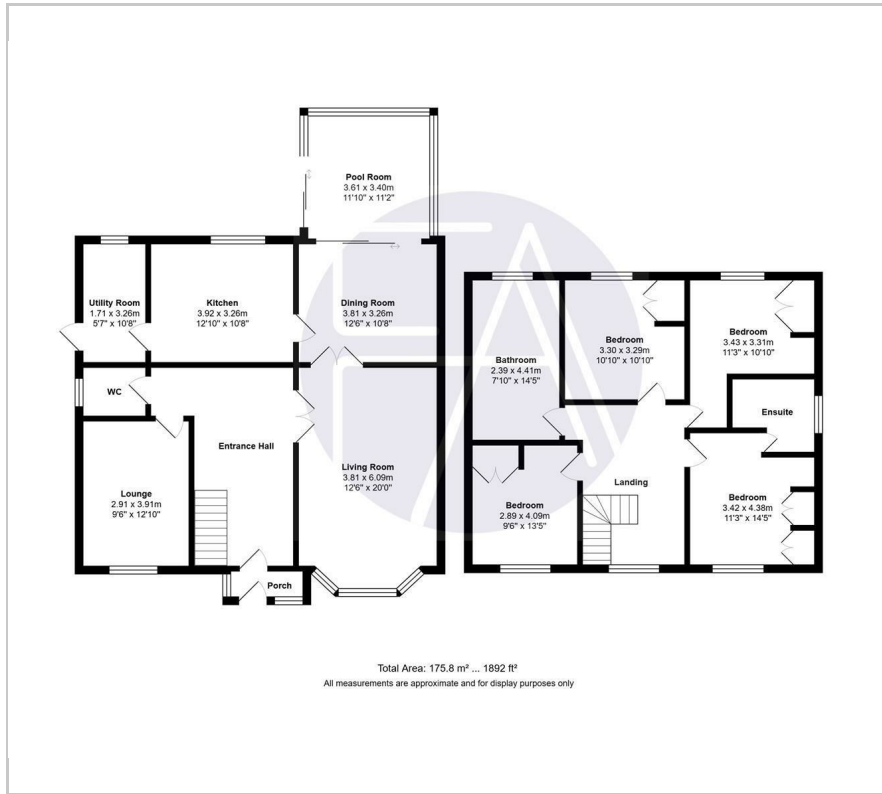 Pool Room
3.61 x 3.40m
11'10" x 11'2"
Utility Room
1.71 x 3.26m
5'7" x 10'8"
Kitchen
3.92 x 3.26m
12'10" x 10'8"
Dining Room
3.81 x 3.26m
12'6" x 10'8"
WC
Entrance Hall
Lounge
2.91 x 3.91m
9'6" x 12'10"
Living Room
3.81 x 6.09m
12'6" x 20'0"
Porch
Bathroom
2.39 x 4.41m
7'10" x 14'5"
Bedroom
3.30 x 3.29m
10'10" x 10'10"
Bedroom
3.43 x 3.31m
11'3" x 10'10"
Ensuite
Landing
Bedroom
2.89 x 4.09m
9'6" x 13'5"
Bedroom
3.42 x 4.38m
11'3" x 14'5"
Total Area: 175.8 m² ... 1892 ft²
All measurements are approximate and for display purposes only